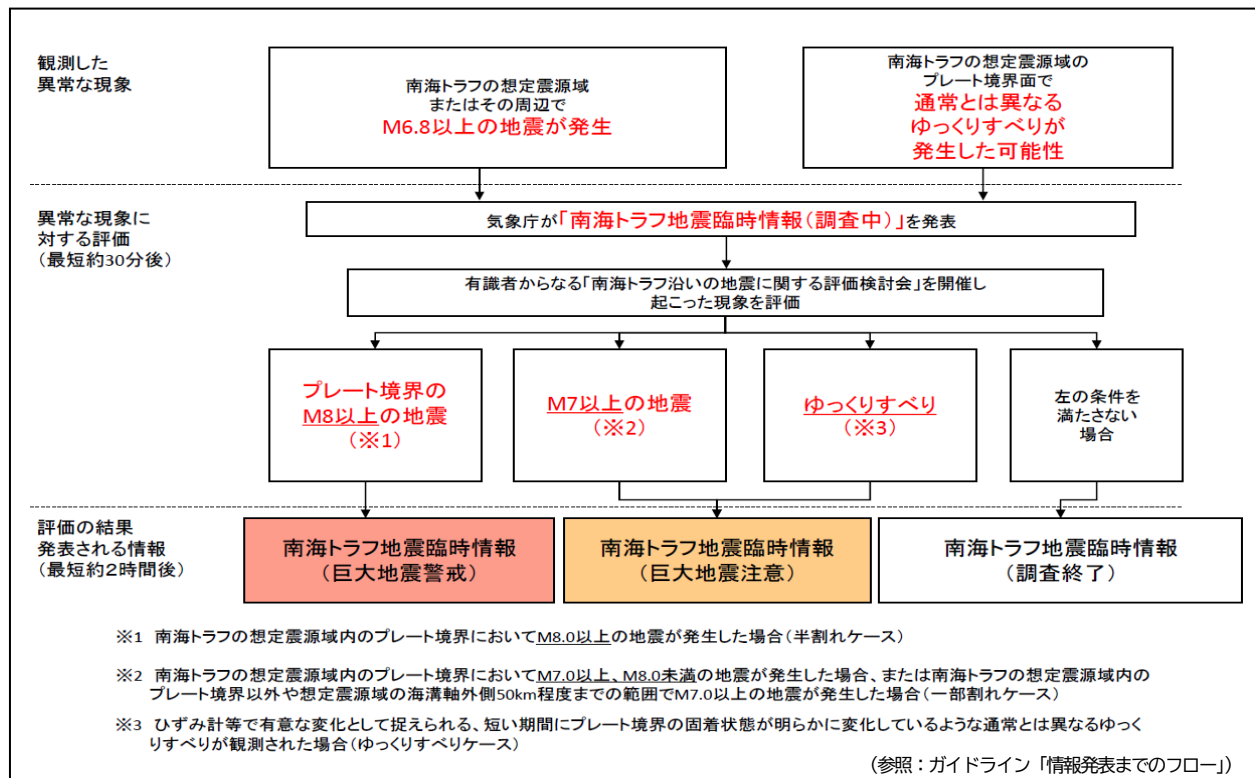 観測した
異常な現象
南海トラフの想定震源域
またはその周辺で
M6.8以上の地震が発生
南海トラフの想定震源域の
プレート境界面で
通常とは異なる
ゆっくりすべりが
発生した可能性
異常な現象に
対する評価
(最短約30分後)
気象庁が「南海トラフ地震臨時情報(調査中)」を発表
有識者からなる「南海トラフ沿いの地震に関する評価検討会」を開催し
起こった現象を評価
プレート境界の
M8以上の地震
(※1)
M7以上の地震
(※2)
ゆっくりすべり
(※3)
左の条件を
満たさない
場合
評価の結果
発表される情報
(最短約2時間後)
南海トラフ地震臨時情報
(巨大地震警戒)
南海トラフ地震臨時情報
(巨大地震注意)
南海トラフ地震臨時情報
(調査終了)
※1 南海トラフの想定震源域内のプレート境界においてM8.0以上の地震が発生した場合(半割れケース)
※2 南海トラフの想定震源域内のプレート境界においてM7.0以上、M8.0未満の地震が発生した場合、または南海トラフの想定震源域内の
プレート境界以外や想定震源域の海溝軸外側50km程度までの範囲でM7.0以上の地震が発生した場合(一部割れケース)
※3 ひずみ計等で有意な変化として捉えられる、短い期間にプレート境界の固着状態が明らかに変化しているような通常とは異なるゆっく
りすべりが観測された場合(ゆっくりすべりケース)
(参照：ガイドライン「情報発表までのフロー」)